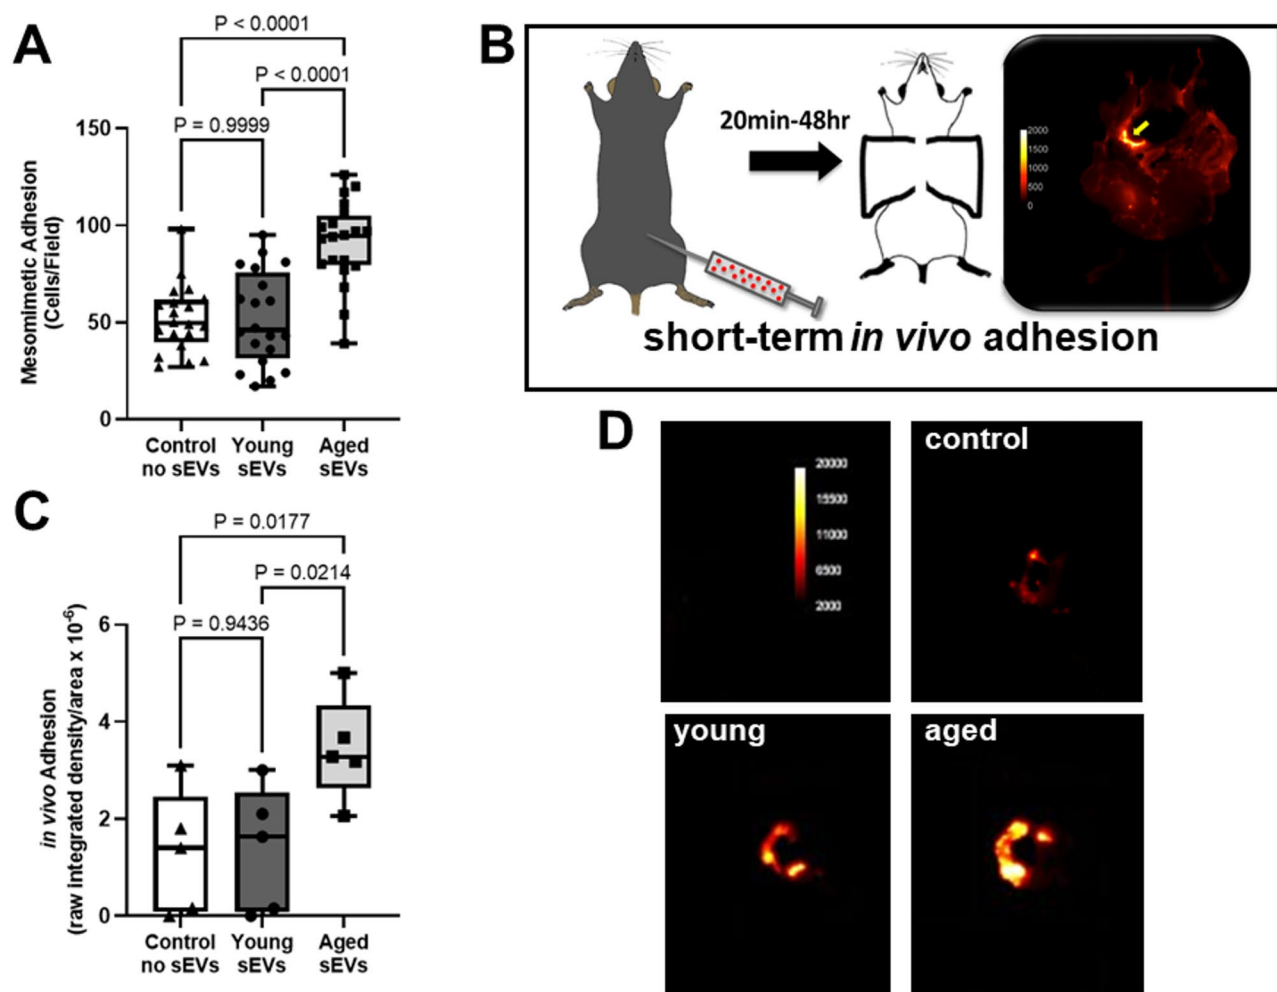 A
P < 0.0001
P < 0.0001
P = 0.9999
150
100
50
0
Mesomimetic Adhesion
(Cells/Field)
Control
no sEVs
Young
sEVs
Aged
sEVs
B
20min-48hr
2000
1500
1000
500
0
short-term in vivo adhesion
C
P = 0.0177
P = 0.0214
P = 0.9436
6
4
2
0
in vivo Adhesion
(raw integrated density/area x 10⁻⁶)
Control
no sEVs
Young
sEVs
Aged
sEVs
D
20000
15500
11000
6500
2000
control
young
aged